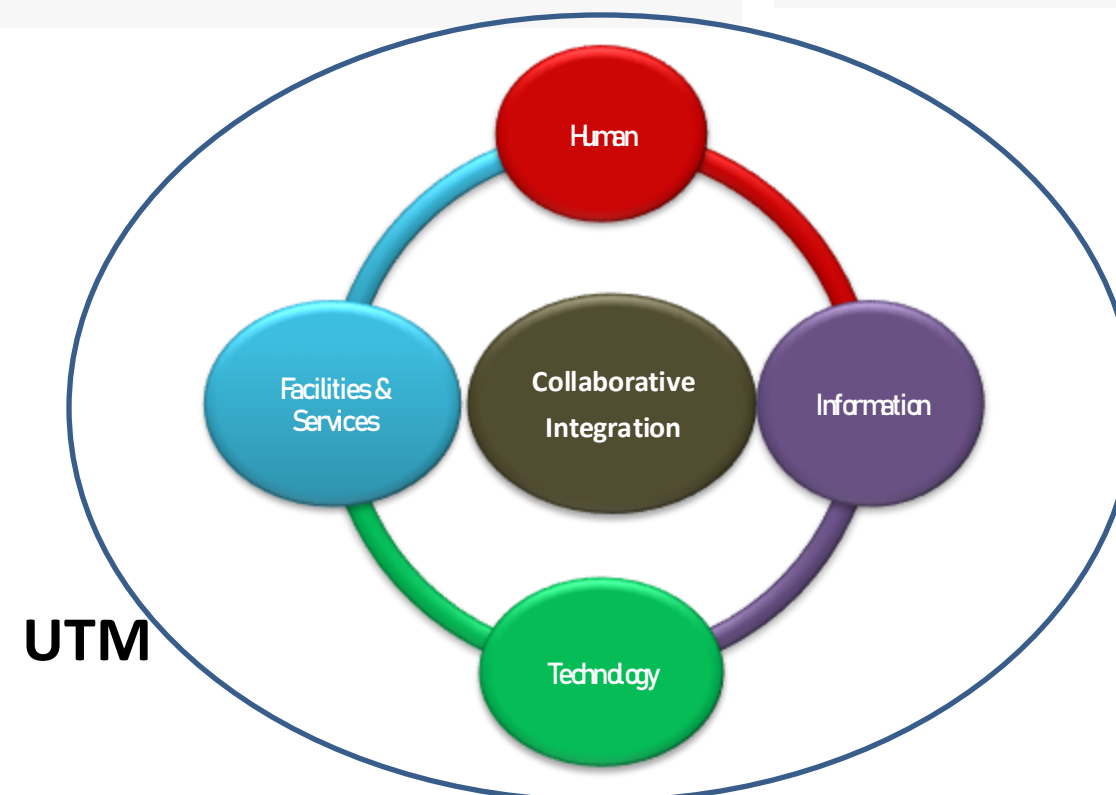 Human
Facilities &
Services
Collaborative
Integration
Information
UTM
Technology